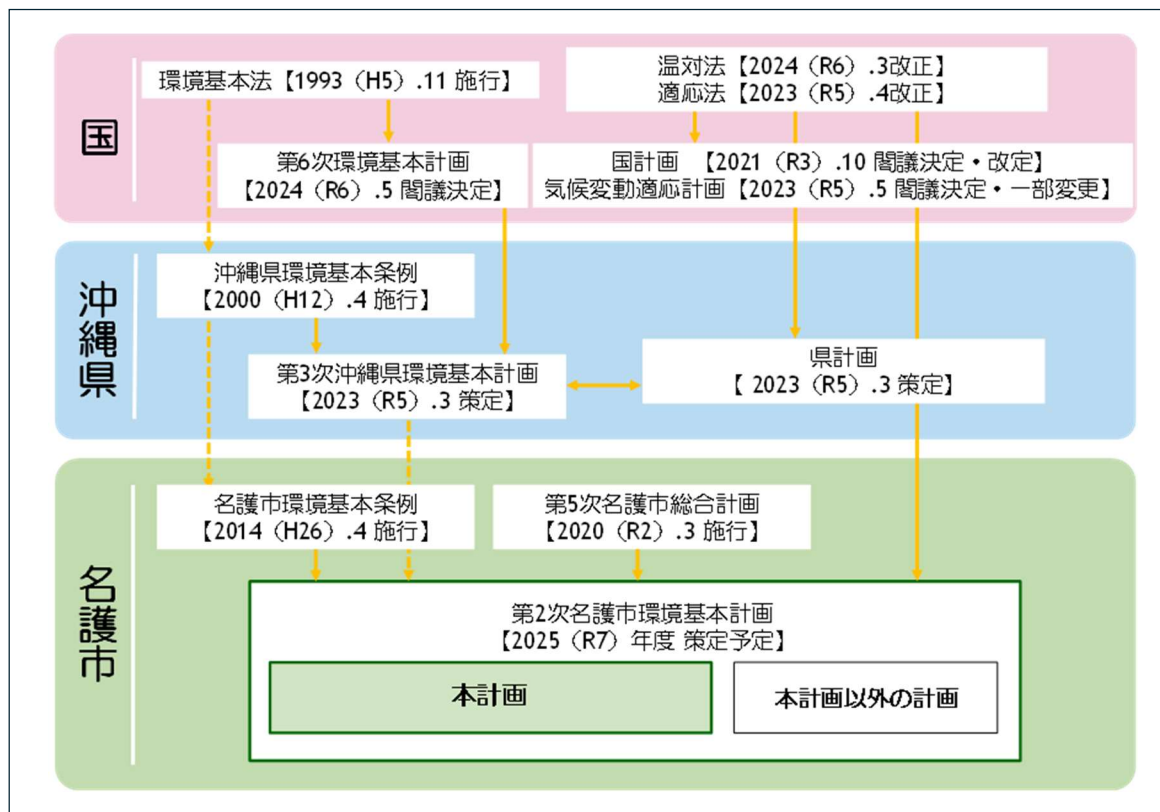 国
環境基本法【1993（H5）.11 施行】
温対法【2024（R6）.3改正】
適応法【2023（R5）.4改正】
第6次環境基本計画
【2024（R6）.5 閣議決定】
国計画 【2021（R3）.10 閣議決定・改定】
気候変動適応計画【2023（R5）.5 閣議決定・一部変更】
沖縄県
沖縄県環境基本条例
【2000（H12）.4 施行】
第3次沖縄県環境基本計画
【2023（R5）.3 策定】
県計画
【 2023（R5）.3 策定】
名護市
名護市環境基本条例
【2014（H26）.4 施行】
第5次名護市総合計画
【2020（R2）.3 施行】
第2次名護市環境基本計画
【2025（R7）年度 策定予定】
本計画
本計画以外の計画